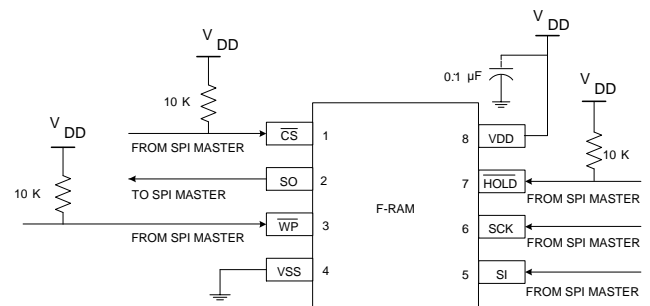 V
DD
V
DD
0.1 µF
V
DD
10 K
V
DD
10 K
CS
1
FROM SPI MASTER
8
VDD
10 K
SO
2
TO SPI MASTER
F-RAM
7
HOLD
FROM SPI MASTER
WP
3
FROM SPI MASTER
6
SCK
FROM SPI MASTER
VSS
4
5
SI
FROM SPI MASTER